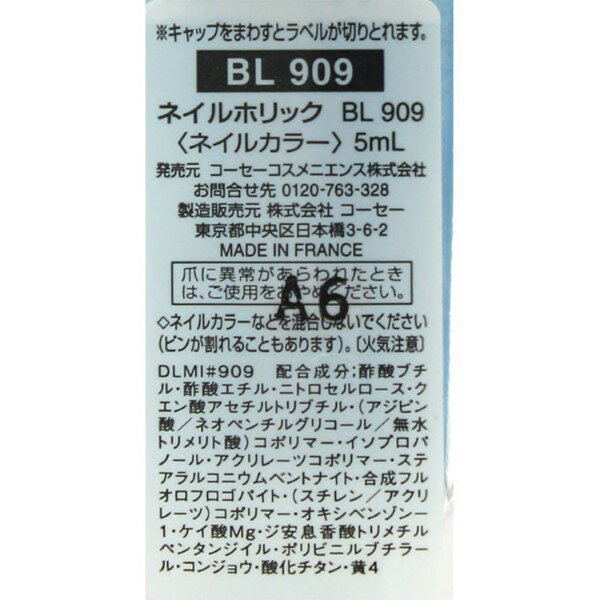 ※キャップをまわすとラベルが切りとれます。
BL 909
ネイルホリック BL 909
〈ネイルカラー〉5mL
発売元 コーセーコスメニエンス株式会社
お問合せ先 0120-763-328
製造販売元 株式会社 コーセー
東京都中央区日本橋3-6-2
MADE IN FRANCE
爪に異常があらわれたとき
は、ご使用をおやめください。
A6
◇ネイルカラーなどを混合しないでください
(ビンが割れることもあります)。〔火気注意〕
DLMI#909 配合成分;酢酸ブチ
ル・酢酸エチル・ニトロセルロース・ク
エン酸アセチルトリブチル・(アジピン
酸/ネオペンチルグリコール/無水
トリメリト酸)コポリマー・イソプロパ
ノール・アクリレーツコポリマー・ステ
アラルコニウムベントナイト・合成フル
オロフロゴパイト・(スチレン/アクリ
レーツ)コポリマー・オキシベンゾン-
1・ケイ酸Mg・ジ安息香酸トリメチル
ペンタンジイル・ポリビニルブチラー
ル・コンジョウ・酸化チタン・黄4